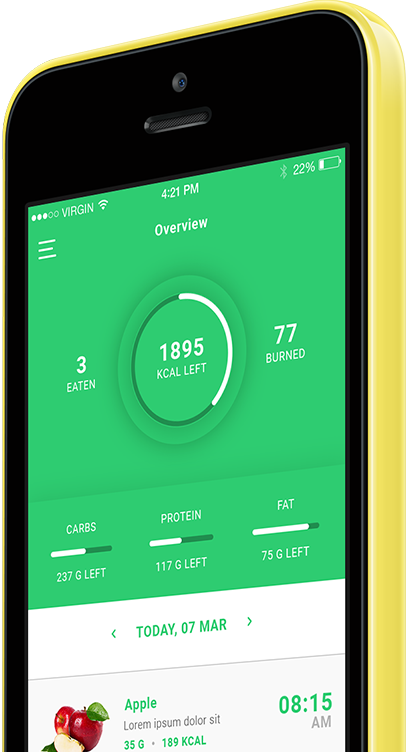 VIRGIN 4:21 PM 22%
Overview
3
EATEN
1895
KCAL LEFT
77
BURNED
CARBS
PROTEIN
FAT
237 G LEFT
117 G LEFT
75 G LEFT
< TODAY, 07 MAR >
Apple
Lorem ipsum dolor sit
35 G • 189 KCAL
08:15
AM